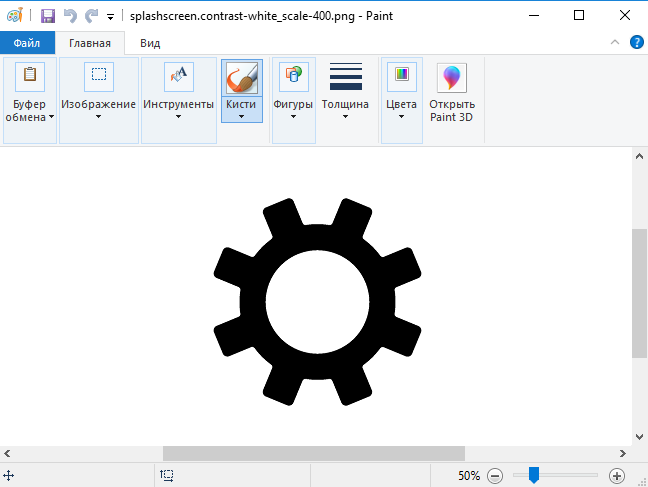 splashscreen.contrast-white_scale-400.png - Paint
Файл Главная Вид
Буфер обмена
Изображение
Инструменты
Кисти
Фигуры
Толщина
Цвета
Открыть Paint 3D
50%